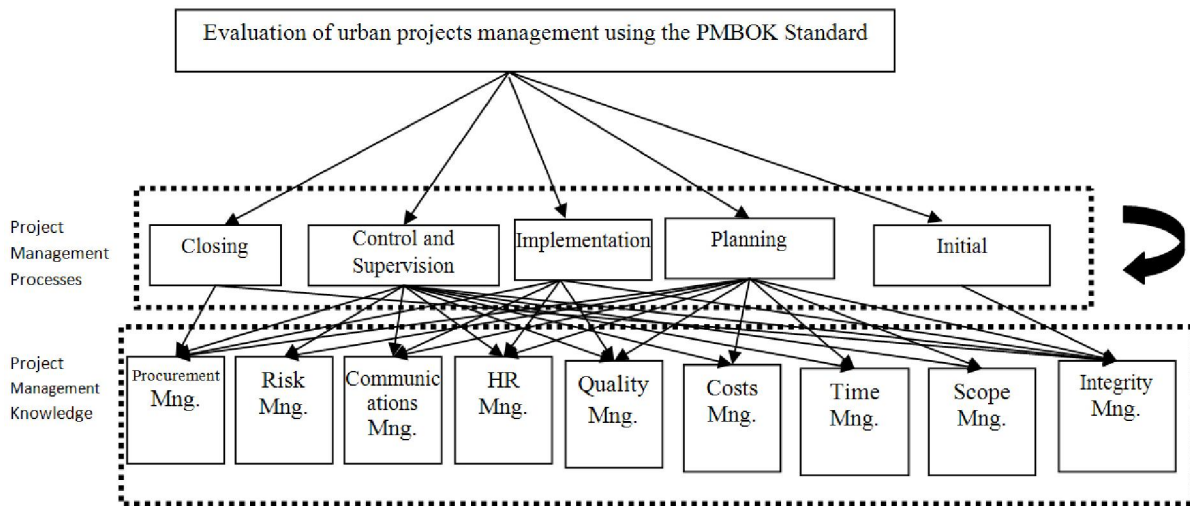 Evaluation of urban projects management using the PMBOK Standard
Project
Management
Processes
Closing
Control and
Supervision
Implementation
Planning
Initial
Project
Management
Knowledge
Procurement
Mng.
Risk
Mng.
Communic
ations
Mng.
HR
Mng.
Quality
Mng.
Costs
Mng.
Time
Mng.
Scope
Mng.
Integrity
Mng.